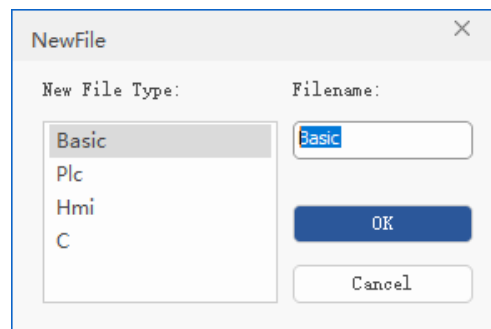 NewFile
New File Type:
Filename:
Basic
Plc
Hmi
C
Basic
OK
Cancel